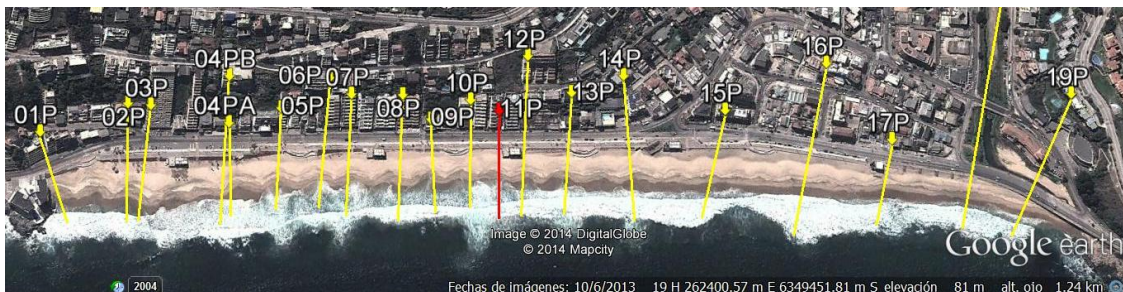 12P
04PB
14P
16P
06P 07P
03P
10P
19P
01P
02P
04PA
05P
08P
09P
11P
13P
15P
17P
Image © 2014 DigitalGlobe
© 2014 Mapcity
Google earth
2004
Fechas de imágenes: 10/6/2013 19 H 262400.57 m E 6349451.81 m S elevación 81 m alt. ojo 1.24 km